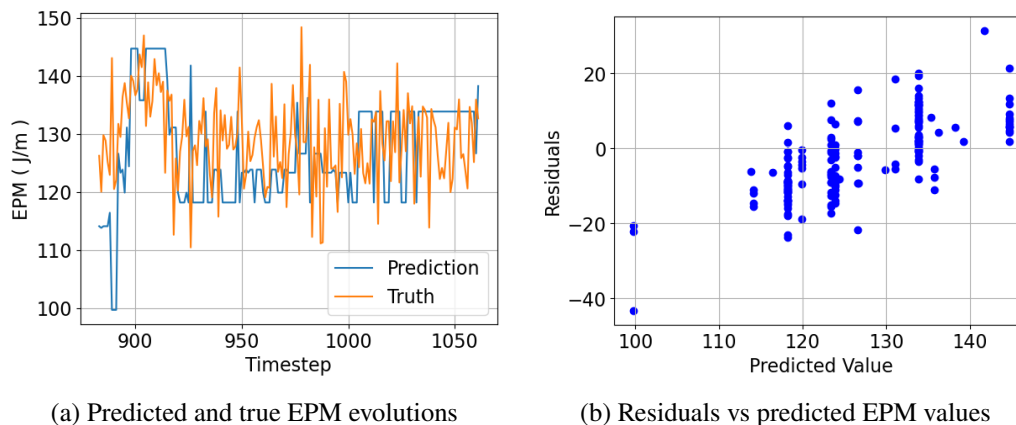 150
140
130
120
110
100
EPM ( J/m )
Prediction
Truth
900
950
1000
1050
Timestep
(a) Predicted and true EPM evolutions
20
0
−20
−40
Residuals
100
110
120
130
140
Predicted Value
(b) Residuals vs predicted EPM values